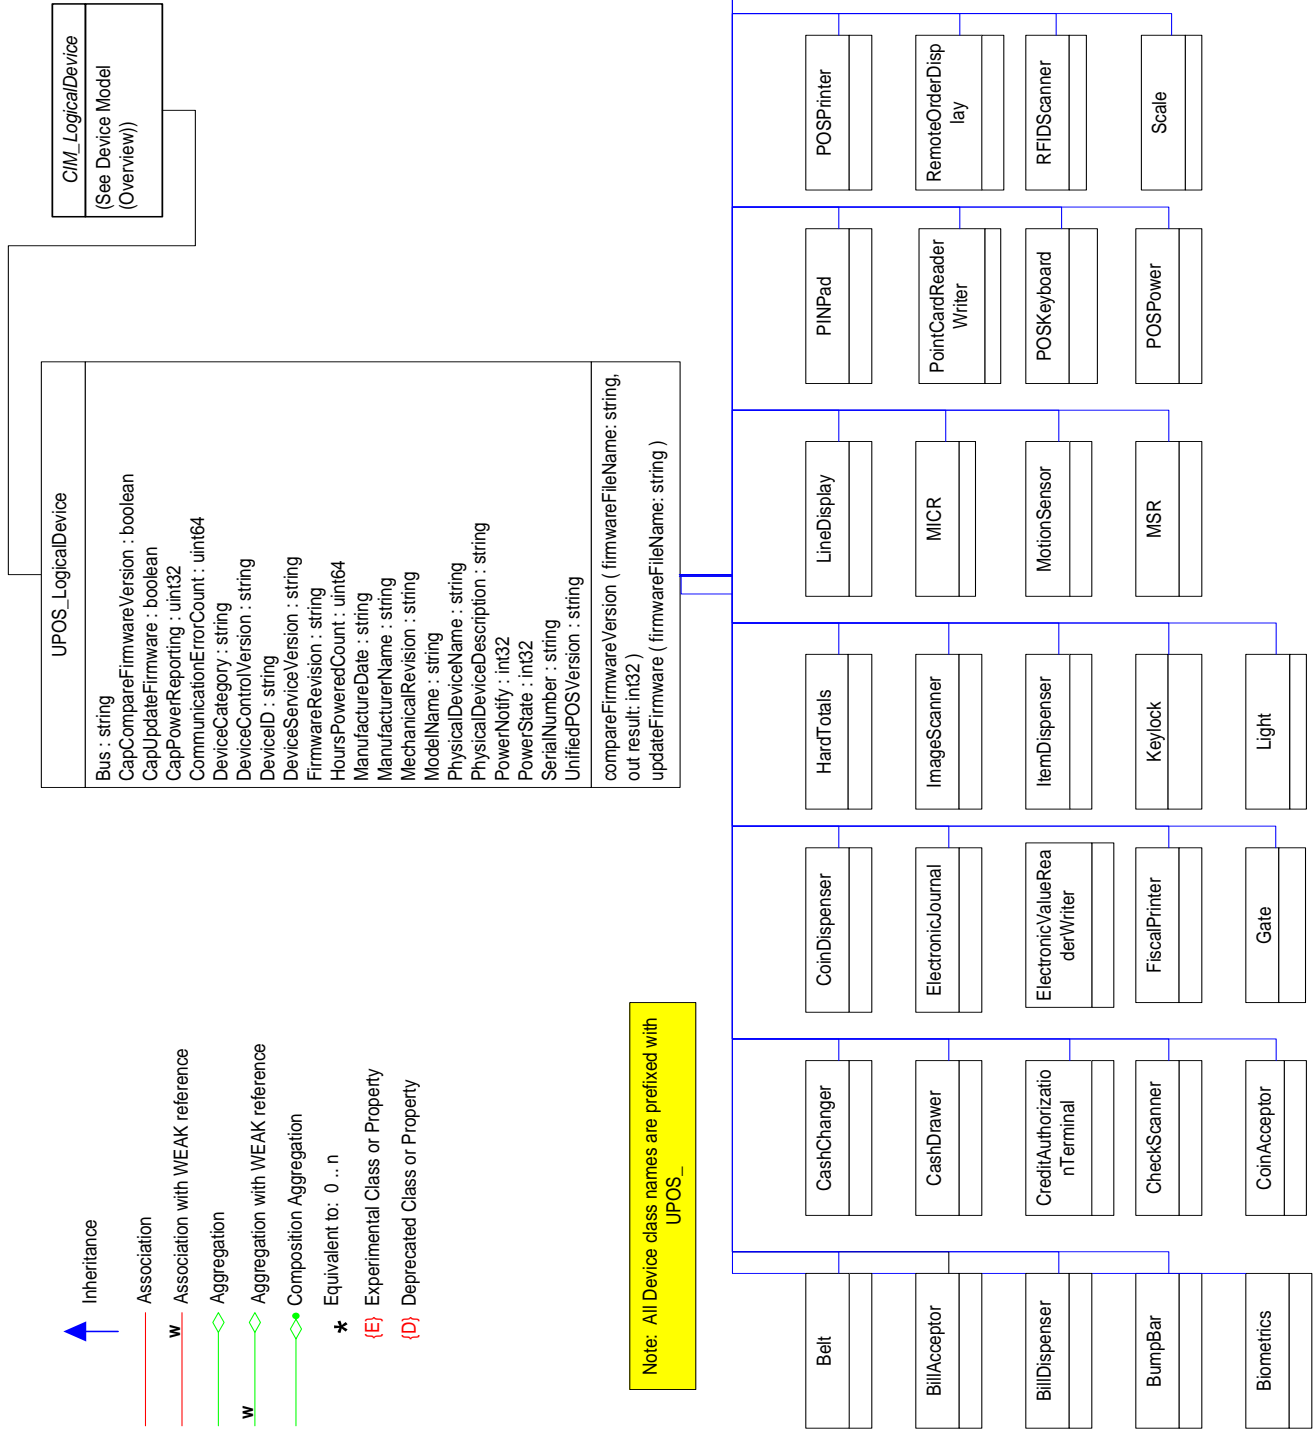 Inheritance
Association
w
Association with WEAK reference
Aggregation
w
Aggregation with WEAK reference
Composition Aggregation
*
Equivalent to: 0 .. n
{E}
Experimental Class or Property
{D}
Deprecated Class or Property
CIM_LogicalDevice
(See Device Model
(Overview))
UPOS_LogicalDevice
Bus : string
CapCompareFirmwareVersion : boolean
CapUpdateFirmware : boolean
CapPowerReporting : uint32
CommunicationErrorCount : uint64
DeviceCategory : string
DeviceControlVersion : string
DeviceID : string
DeviceServiceVersion : string
FirmwareRevision : string
HoursPoweredCount : uint64
ManufactureDate : string
ManufacturerName : string
MechanicalRevision : string
ModelName : string
PhysicalDeviceName : string
PhysicalDeviceDescription : string
PowerNotify : int32
PowerState : int32
SerialNumber : string
UnifiedPOSVersion : string
compareFirmwareVersion ( firmwareFileName: string,
out result: int32 )
updateFirmware ( firmwareFileName: string )
Note: All Device class names are prefixed with
UPOS_
Belt
BillAcceptor
BillDispenser
BumpBar
Biometrics
CashChanger
CashDrawer
CreditAuthorizatio
nTerminal
CheckScanner
CoinAcceptor
CoinDispenser
ElectronicJournal
ElectronicValueRea
derWriter
FiscalPrinter
Gate
HardTotals
ImageScanner
ItemDispenser
Keylock
Light
LineDisplay
MICR
MotionSensor
MSR
PINPad
PointCardReader
Writer
POSKeyboard
POSPower
POSPrinter
RemoteOrderDisp
lay
RFIDScanner
Scale